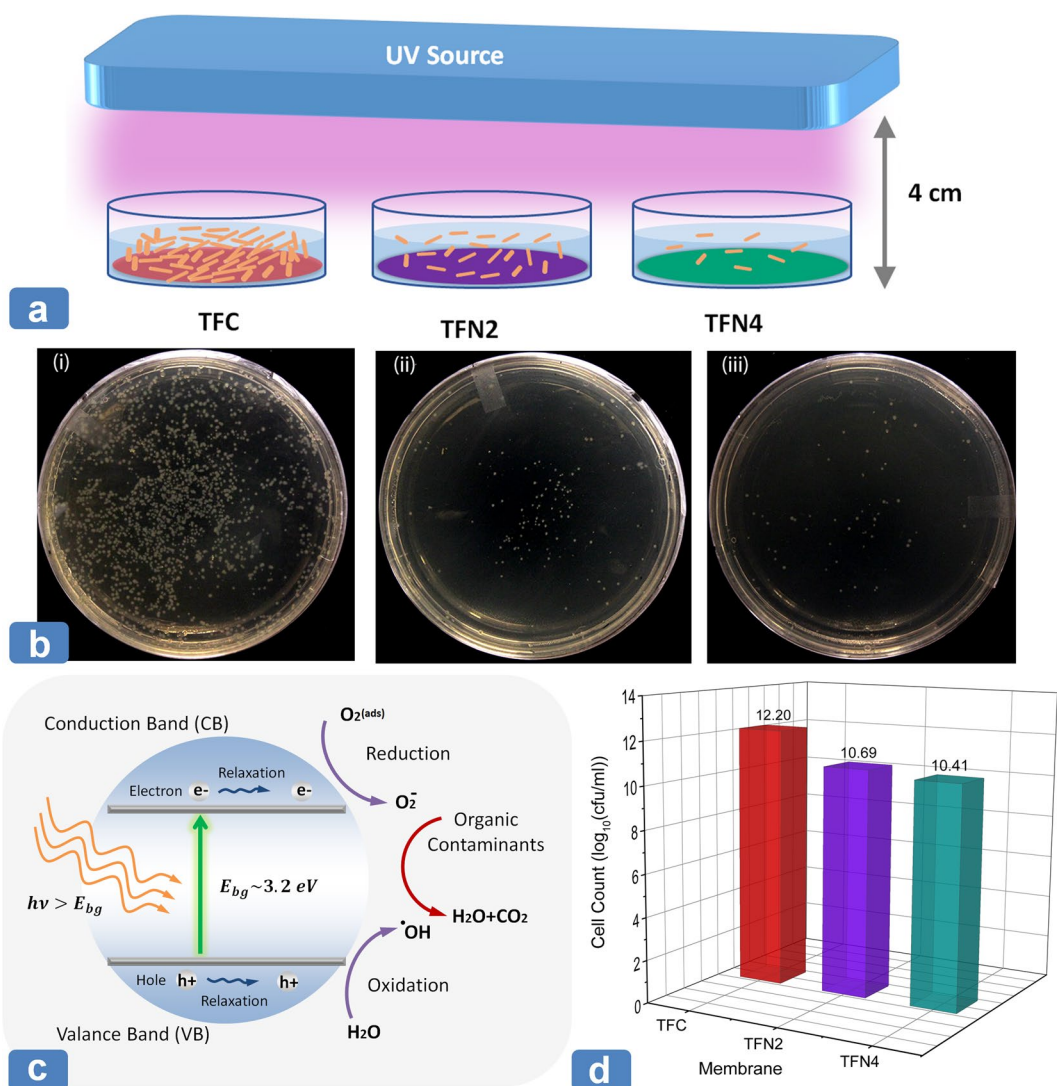 UV Source
4 cm
a
TFC
TFN2
TFN4
(i)
(ii)
(iii)
b
Conduction Band (CB)
Electron e- Relaxation e-
hν > E_bg
E_bg~3.2 eV
Hole h+ Relaxation h+
Valance Band (VB)
O2(ads)
Reduction
O2-
Organic
Contaminants
H2O+CO2
•OH
Oxidation
H2O
c
Cell Count (log10(cfu/ml))
14
12
10
8
6
4
2
0
12.20
10.69
10.41
TFC
TFN2
TFN4
Membrane
d